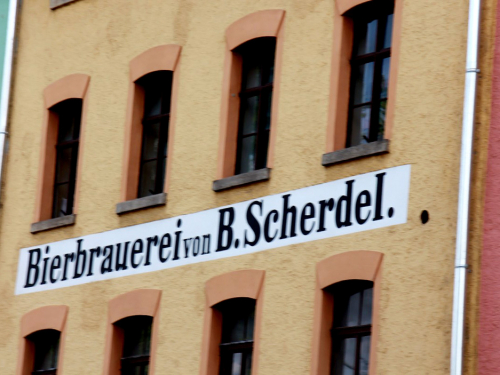 Bierbrauerei von B. Scherdel.